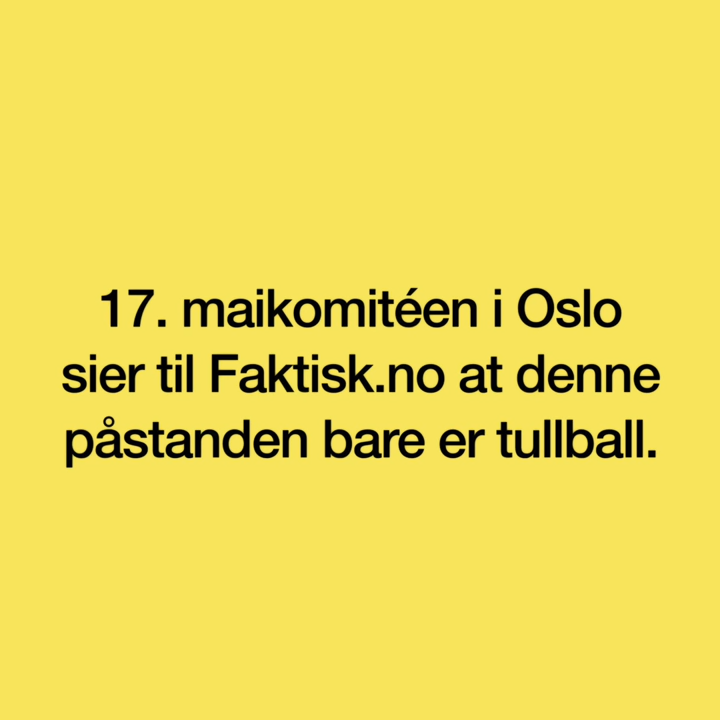 17. maikomitéen i Oslo
sier til Faktisk.no at denne
påstanden bare er tullball.